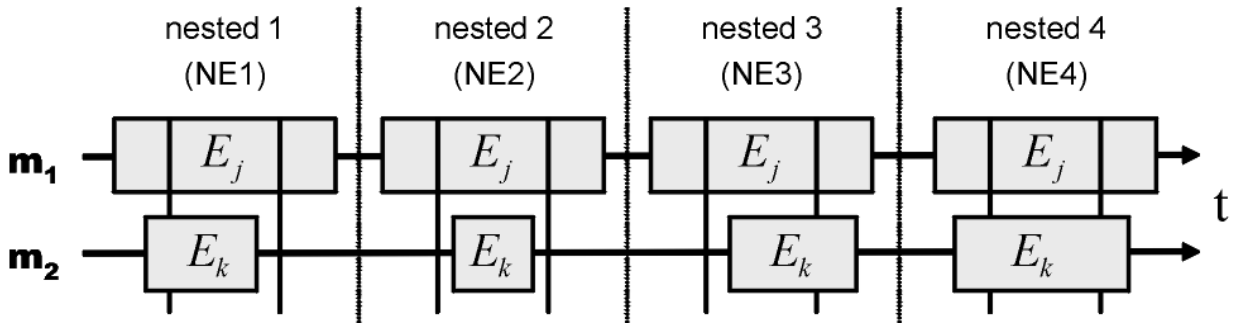 nested 1 nested 2 nested 3 nested 4
(NE1) (NE2) (NE3) (NE4)
m₁ Eⱼ Eⱼ Eⱼ Eⱼ
t
m₂ Eₖ Eₖ Eₖ Eₖ